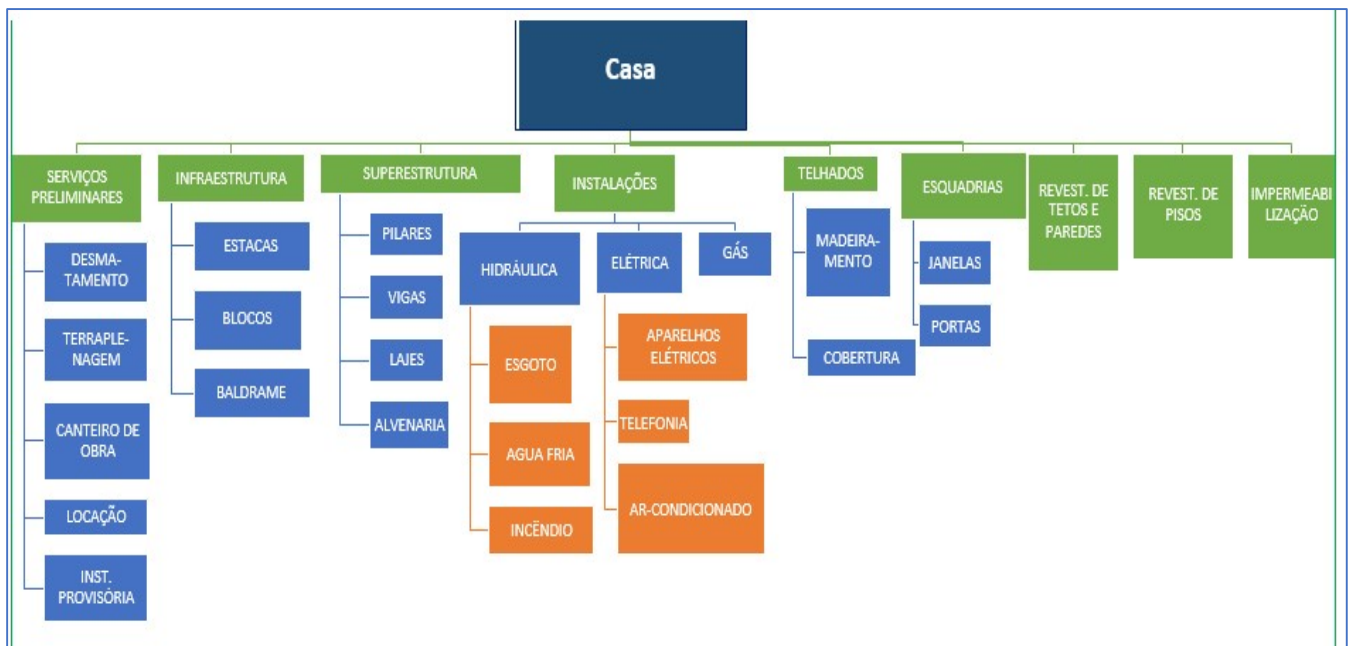 Casa
SERVIÇOS
PRELIMINARES
DESMA-
TAMENTO
TERRAPLE-
NAGEM
CANTEIRO DE
OBRA
LOCAÇÃO
INST.
PROVISÓRIA
INFRAESTRUTURA
ESTACAS
BLOCOS
BALDRAME
SUPERESTRUTURA
PILARES
VIGAS
LAJES
ALVENARIA
INSTALAÇÕES
HIDRÁULICA
ESGOTO
AGUA FRIA
INCÊNDIO
ELÉTRICA
APARELHOS
ELÉTRICOS
TELEFONIA
AR-CONDICIONADO
GÁS
TELHADOS
MADEIRA-
MENTO
COBERTURA
ESQUADRIAS
JANELAS
PORTAS
REVEST. DE
TETOS E
PAREDES
REVEST. DE
PISOS
IMPERMEABI
LIZAÇÃO